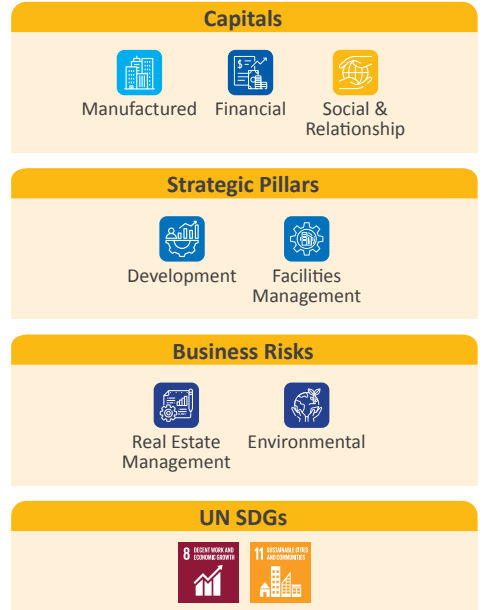 Capitals
Manufactured
Financial
Social &
Relationship
Strategic Pillars
Development
Facilities
Management
Business Risks
Real Estate
Management
Environmental
UN SDGs
8 DECENT WORK AND
ECONOMIC GROWTH
11 SUSTAINABLE CITIES
AND COMMUNITIES